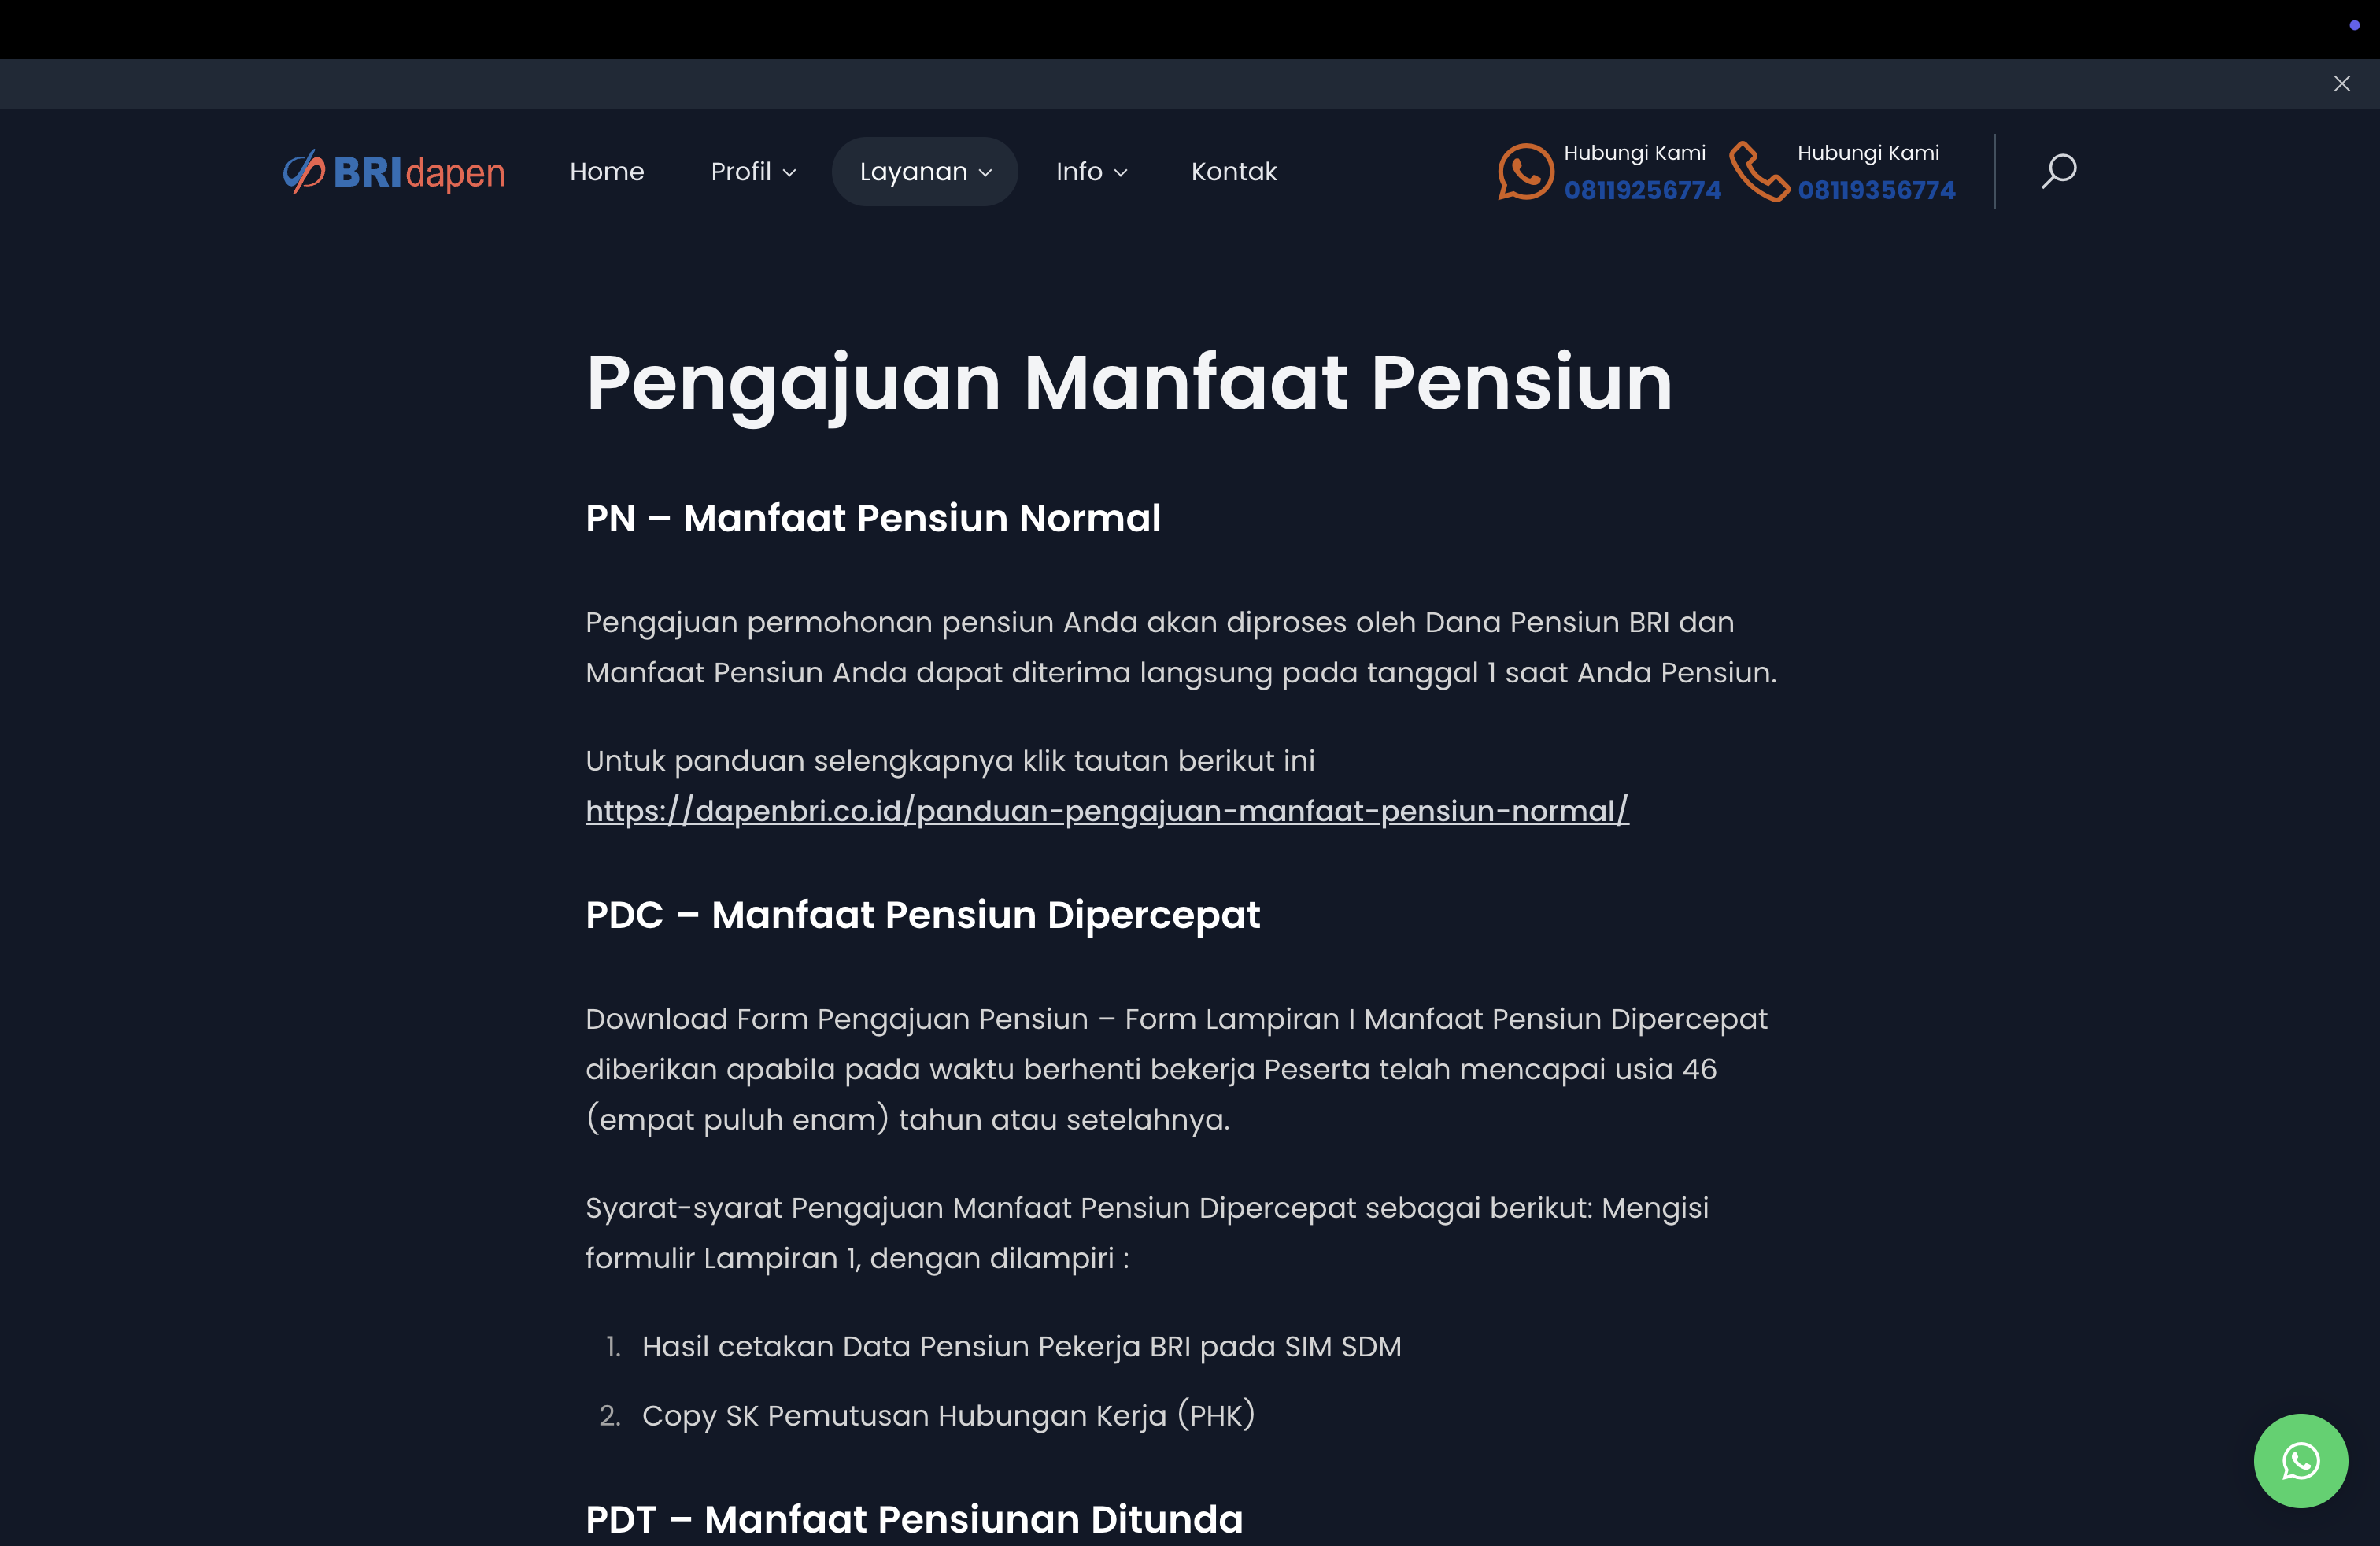 BRI dapen
Home
Profil
Layanan
Info
Kontak
Hubungi Kami
08119256774
Hubungi Kami
08119356774
Pengajuan Manfaat Pensiun
PN – Manfaat Pensiun Normal
Pengajuan permohonan pensiun Anda akan diproses oleh Dana Pensiun BRI dan
Manfaat Pensiun Anda dapat diterima langsung pada tanggal 1 saat Anda Pensiun.
Untuk panduan selengkapnya klik tautan berikut ini
https://dapenbri.co.id/panduan-pengajuan-manfaat-pensiun-normal/
PDC – Manfaat Pensiun Dipercepat
Download Form Pengajuan Pensiun – Form Lampiran I Manfaat Pensiun Dipercepat
diberikan apabila pada waktu berhenti bekerja Peserta telah mencapai usia 46
(empat puluh enam) tahun atau setelahnya.
Syarat-syarat Pengajuan Manfaat Pensiun Dipercepat sebagai berikut: Mengisi
formulir Lampiran 1, dengan dilampiri :
1. Hasil cetakan Data Pensiun Pekerja BRI pada SIM SDM
2. Copy SK Pemutusan Hubungan Kerja (PHK)
PDT – Manfaat Pensiunan Ditunda